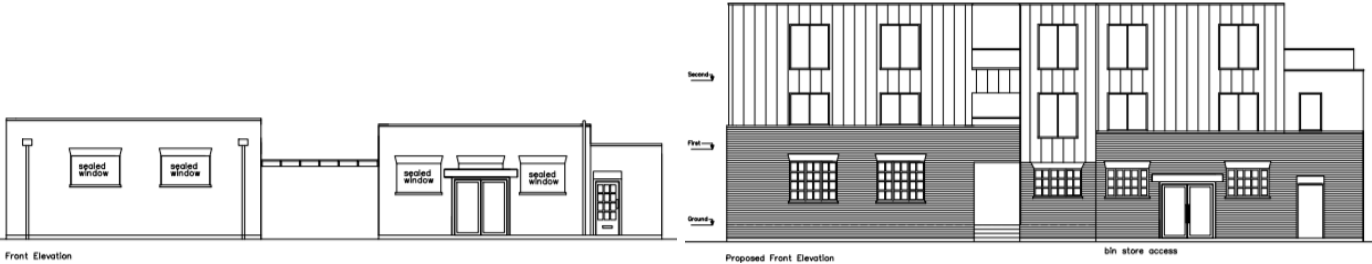 sealed
window
sealed
window
sealed
window
sealed
window
Front Elevation
Second
First
Ground
Proposed Front Elevation
bin store access